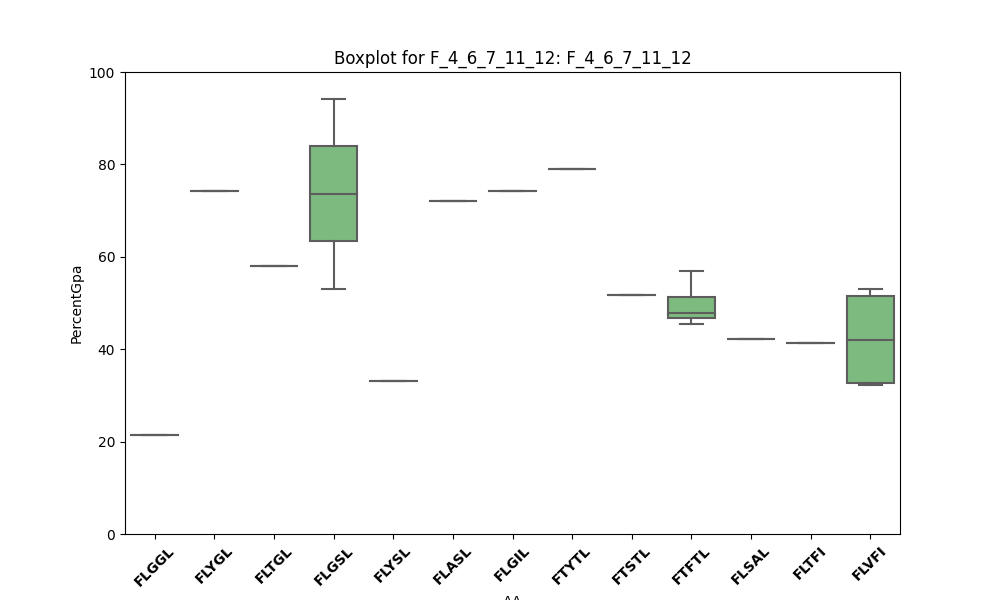 Boxplot for F_4_6_7_11_12: F_4_6_7_11_12
100
80
60
40
20
0
PercentGpa
FLGGL
FLYGL
FLTGL
FLGSL
FLYSL
FLASL
FLGIL
FTYTL
FTSTL
FTFTL
FLSAL
FLTFI
FLVFI
AA